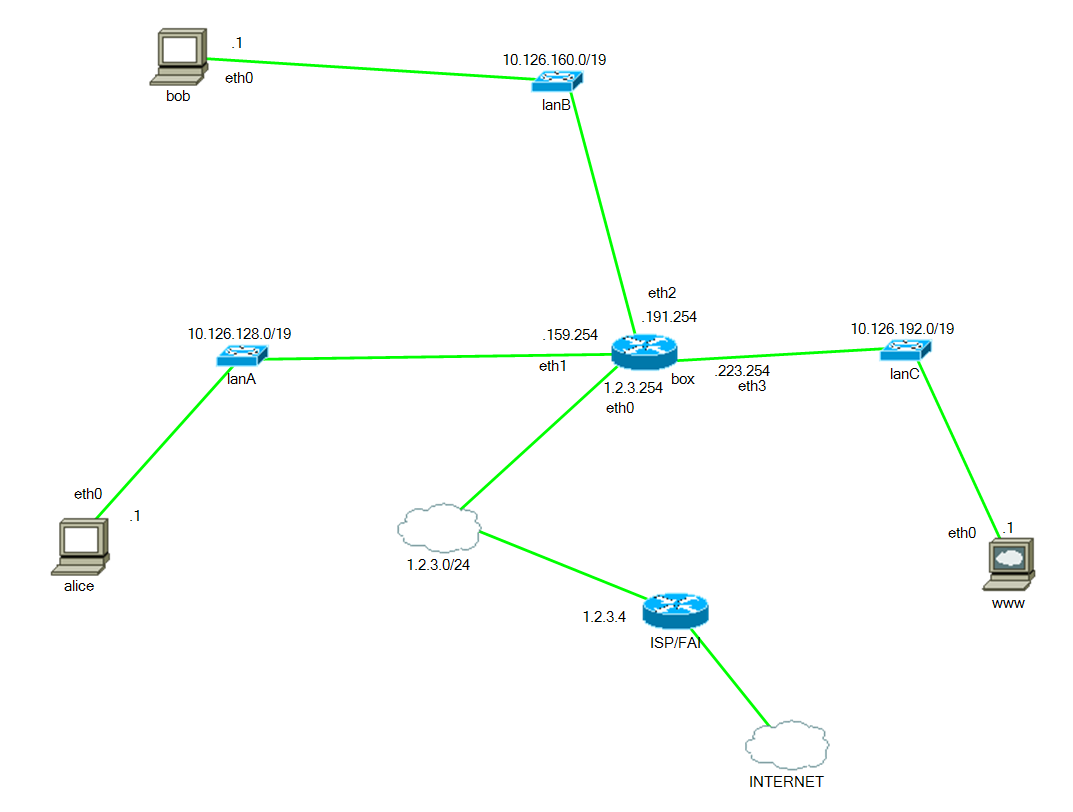 .1
10.126.160.0/19
eth0
bob
lanB
eth2
.191.254
10.126.128.0/19
.159.254
10.126.192.0/19
eth1
.223.254
lanA
box
lanC
1.2.3.254
eth3
eth0
eth0
.1
eth0
.1
1.2.3.0/24
alice
www
1.2.3.4
ISP/FAI
INTERNET